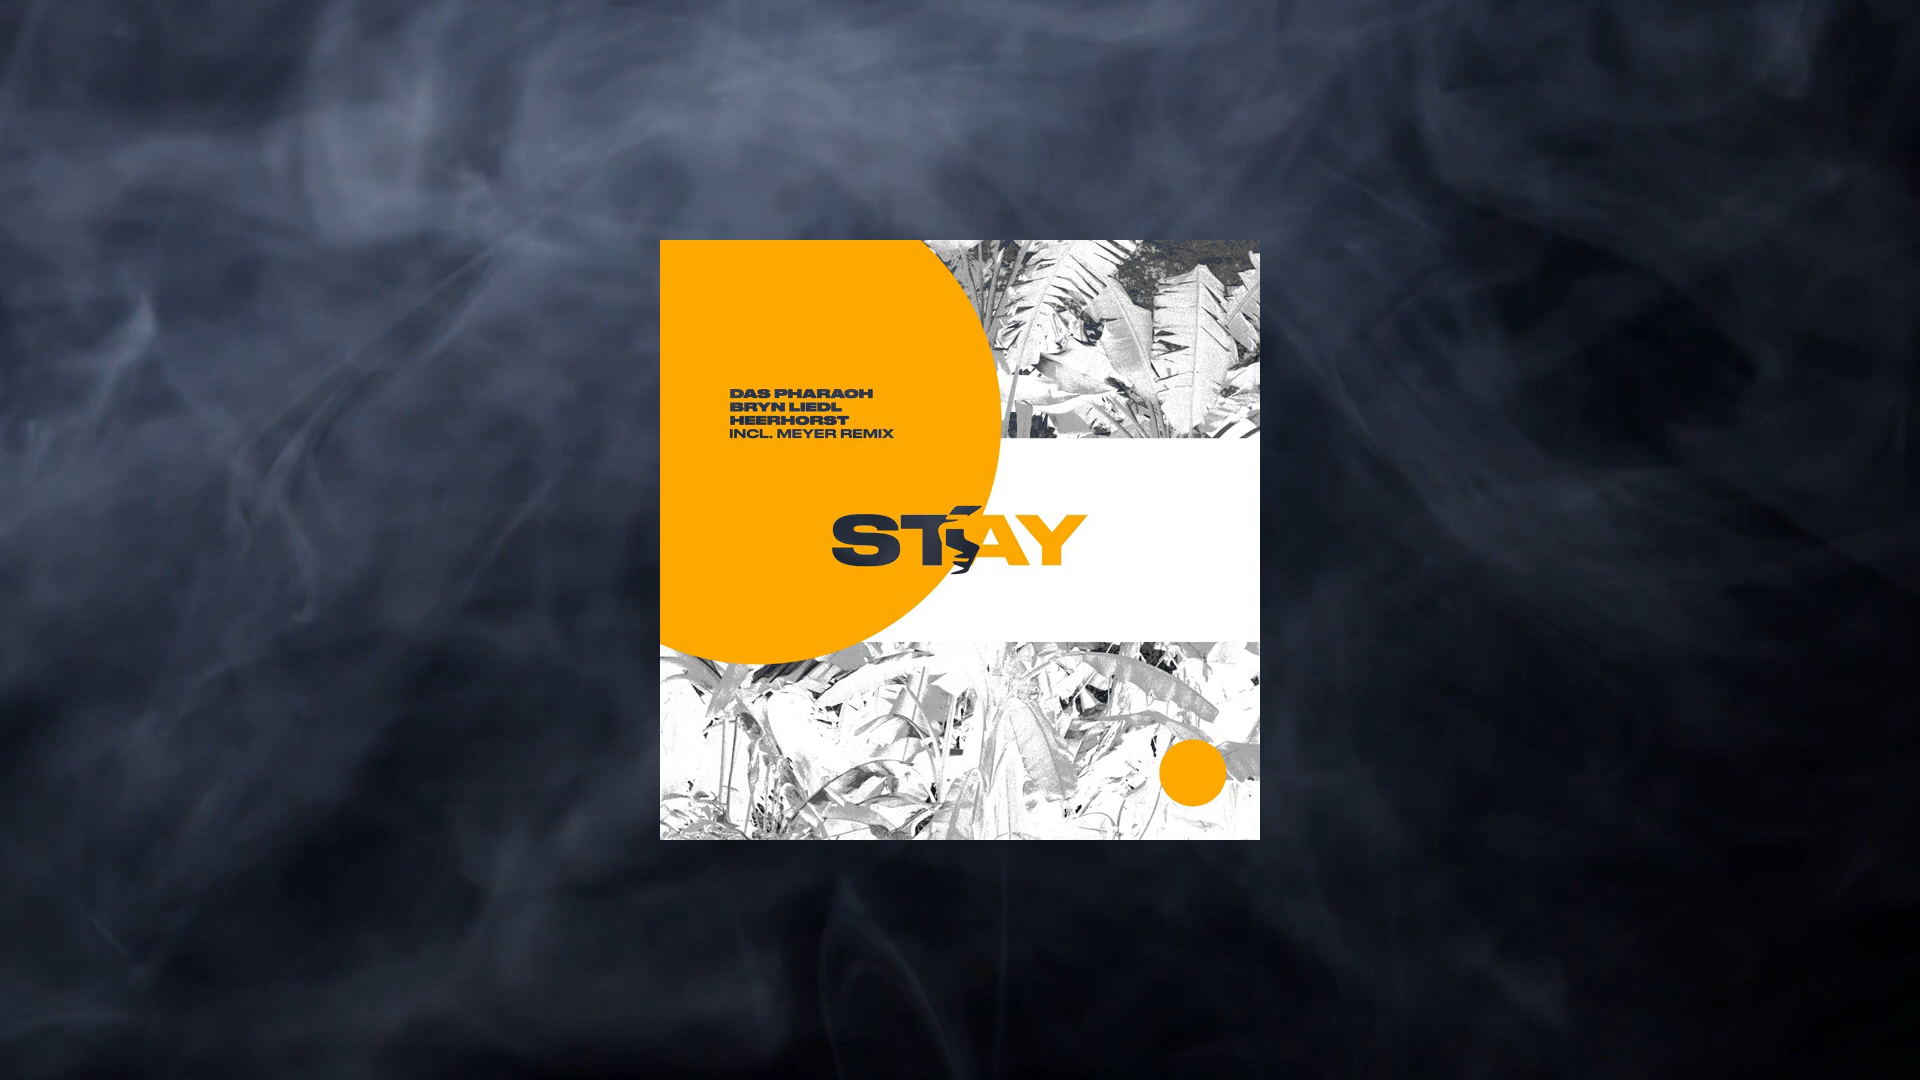 DAS PHARAOH
BRYN LIEDL
HEERHORST
INCL. MEYER REMIX
STAY